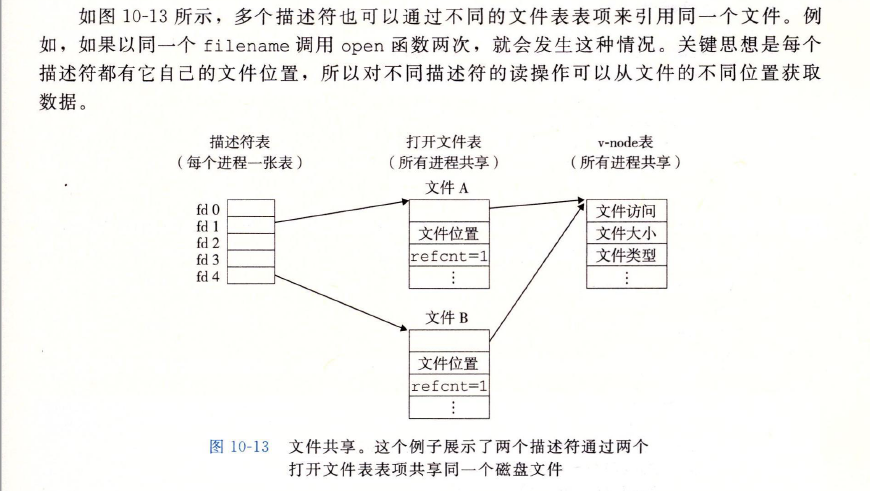 如图 10-13 所示，多个描述符也可以通过不同的文件表表项来引用同一个文件。例
如，如果以同一个 filename 调用 open 函数两次，就会发生这种情况。关键思想是每个
描述符都有它自己的文件位置，所以对不同描述符的读操作可以从文件的不同位置获取
数据。
描述符表
（每个进程一张表）
打开文件表
（所有进程共享）
v-node表
（所有进程共享）
文件 A
fd 0
fd 1
fd 2
fd 3
fd 4
文件位置
refcnt=1
⋮
文件访问
文件大小
文件类型
⋮
文件 B
文件位置
refcnt=1
⋮
图 10-13 文件共享。这个例子展示了两个描述符通过两个
打开文件表表项共享同一个磁盘文件